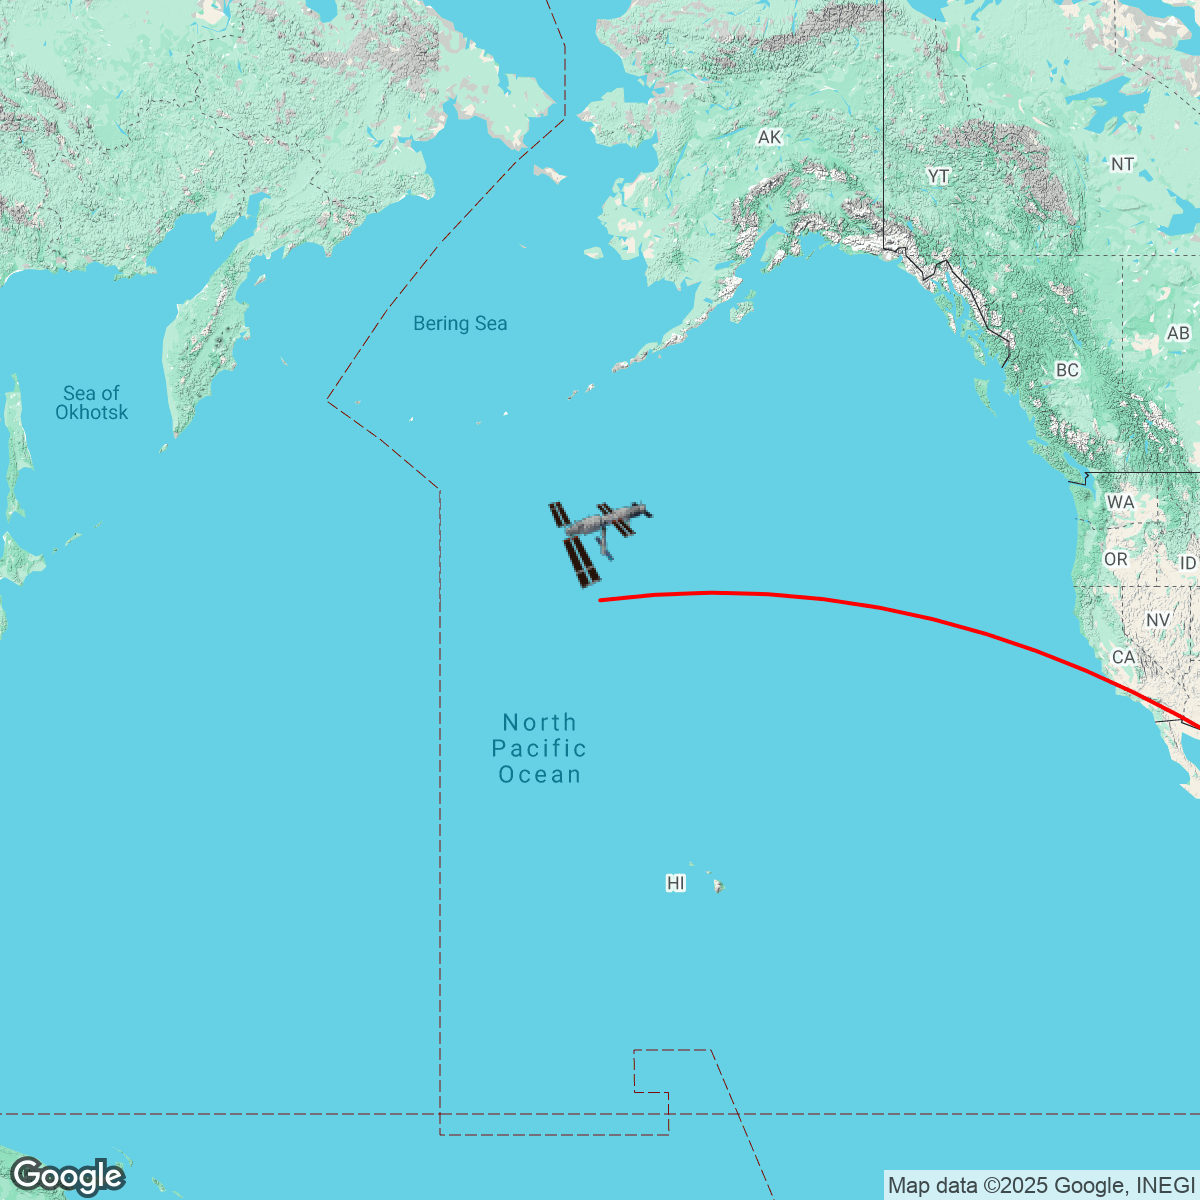 AK
YT
NT
Bering Sea
AB
BC
Sea of
Okhotsk
WA
OR
ID
NV
CA
North
Pacific
Ocean
HI
Google
Map data ©2025 Google, INEGI